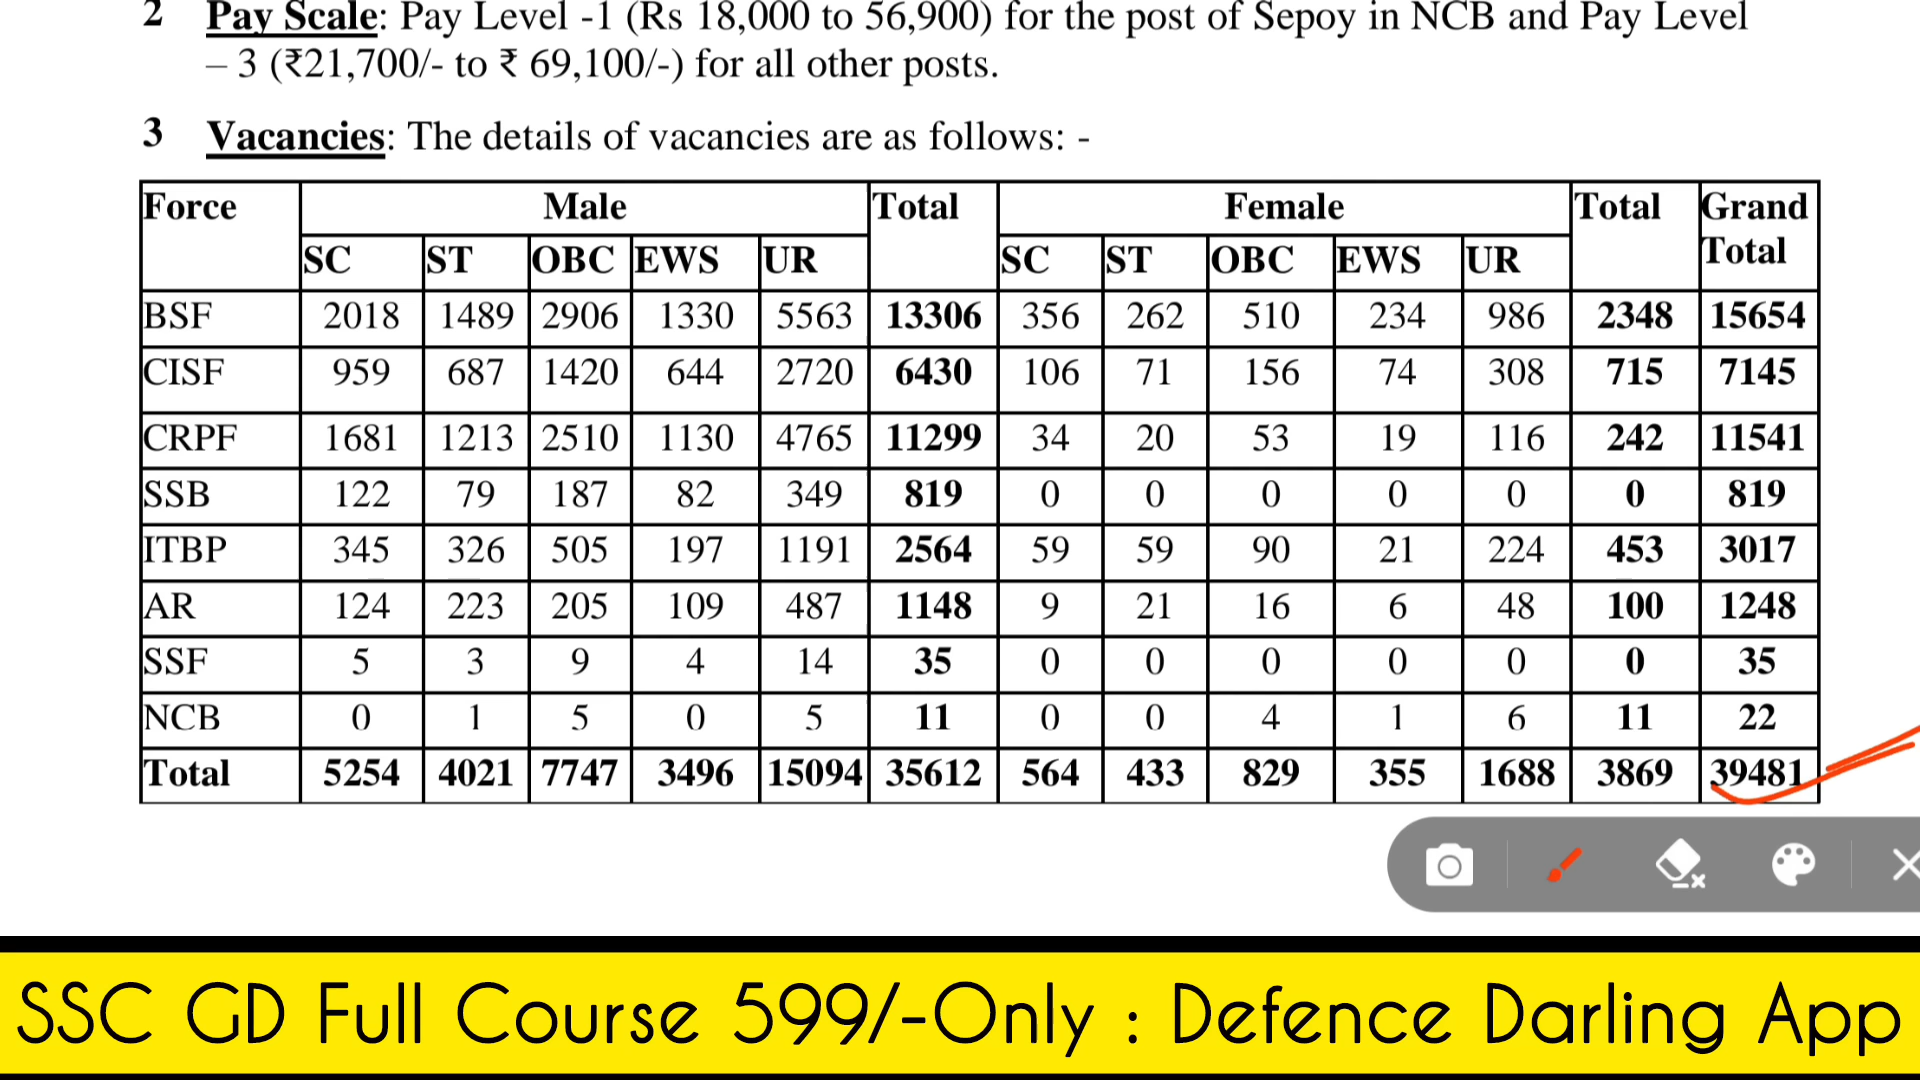 2 Pay Scale: Pay Level -1 (Rs 18,000 to 56,900) for the post of Sepoy in NCB and Pay Level
– 3 (₹21,700/- to ₹ 69,100/-) for all other posts.
3 Vacancies: The details of vacancies are as follows: -
Force Male Total Female Total Grand Total
SC ST OBC EWS UR SC ST OBC EWS UR
BSF 2018 1489 2906 1330 5563 13306 356 262 510 234 986 2348 15654
CISF 959 687 1420 644 2720 6430 106 71 156 74 308 715 7145
CRPF 1681 1213 2510 1130 4765 11299 34 20 53 19 116 242 11541
SSB 122 79 187 82 349 819 0 0 0 0 0 0 819
ITBP 345 326 505 197 1191 2564 59 59 90 21 224 453 3017
AR 124 223 205 109 487 1148 9 21 16 6 48 100 1248
SSF 5 3 9 4 14 35 0 0 0 0 0 0 35
NCB 0 1 5 0 5 11 0 0 4 1 6 11 22
Total 5254 4021 7747 3496 15094 35612 564 433 829 355 1688 3869 39481
SSC GD Full Course 599/-Only : Defence Darling App